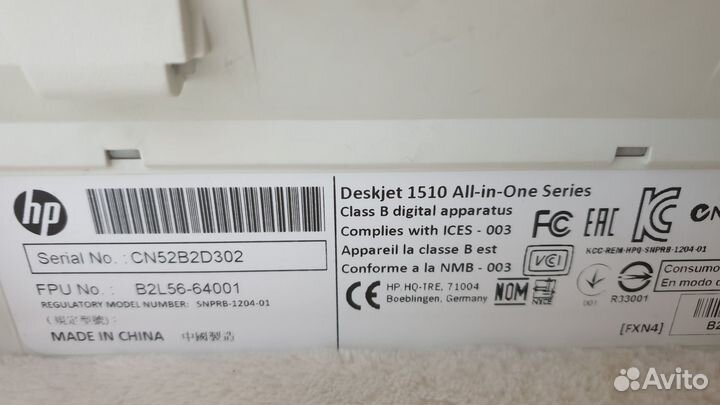 hp
Serial No. : CN52B2D302
FPU No. : B2L56-64001
REGULATORY MODEL NUMBER: SNPRB-1204-01
(規定型號):
MADE IN CHINA 中國製造
Deskjet 1510 All-in-One Series
Class B digital apparatus
Complies with ICES - 003
Appareil la classe B est
Conforme a la NMB - 003
FC EAC KC
KCC-REM-HPQ-SNPRB-1204-01
VCCI
CE HP, HQ-TRE, 71004
Boeblingen, Germany
NOM NYCE
001
R33001
Consumo
En modo d
[FXN4]
B2
Avito